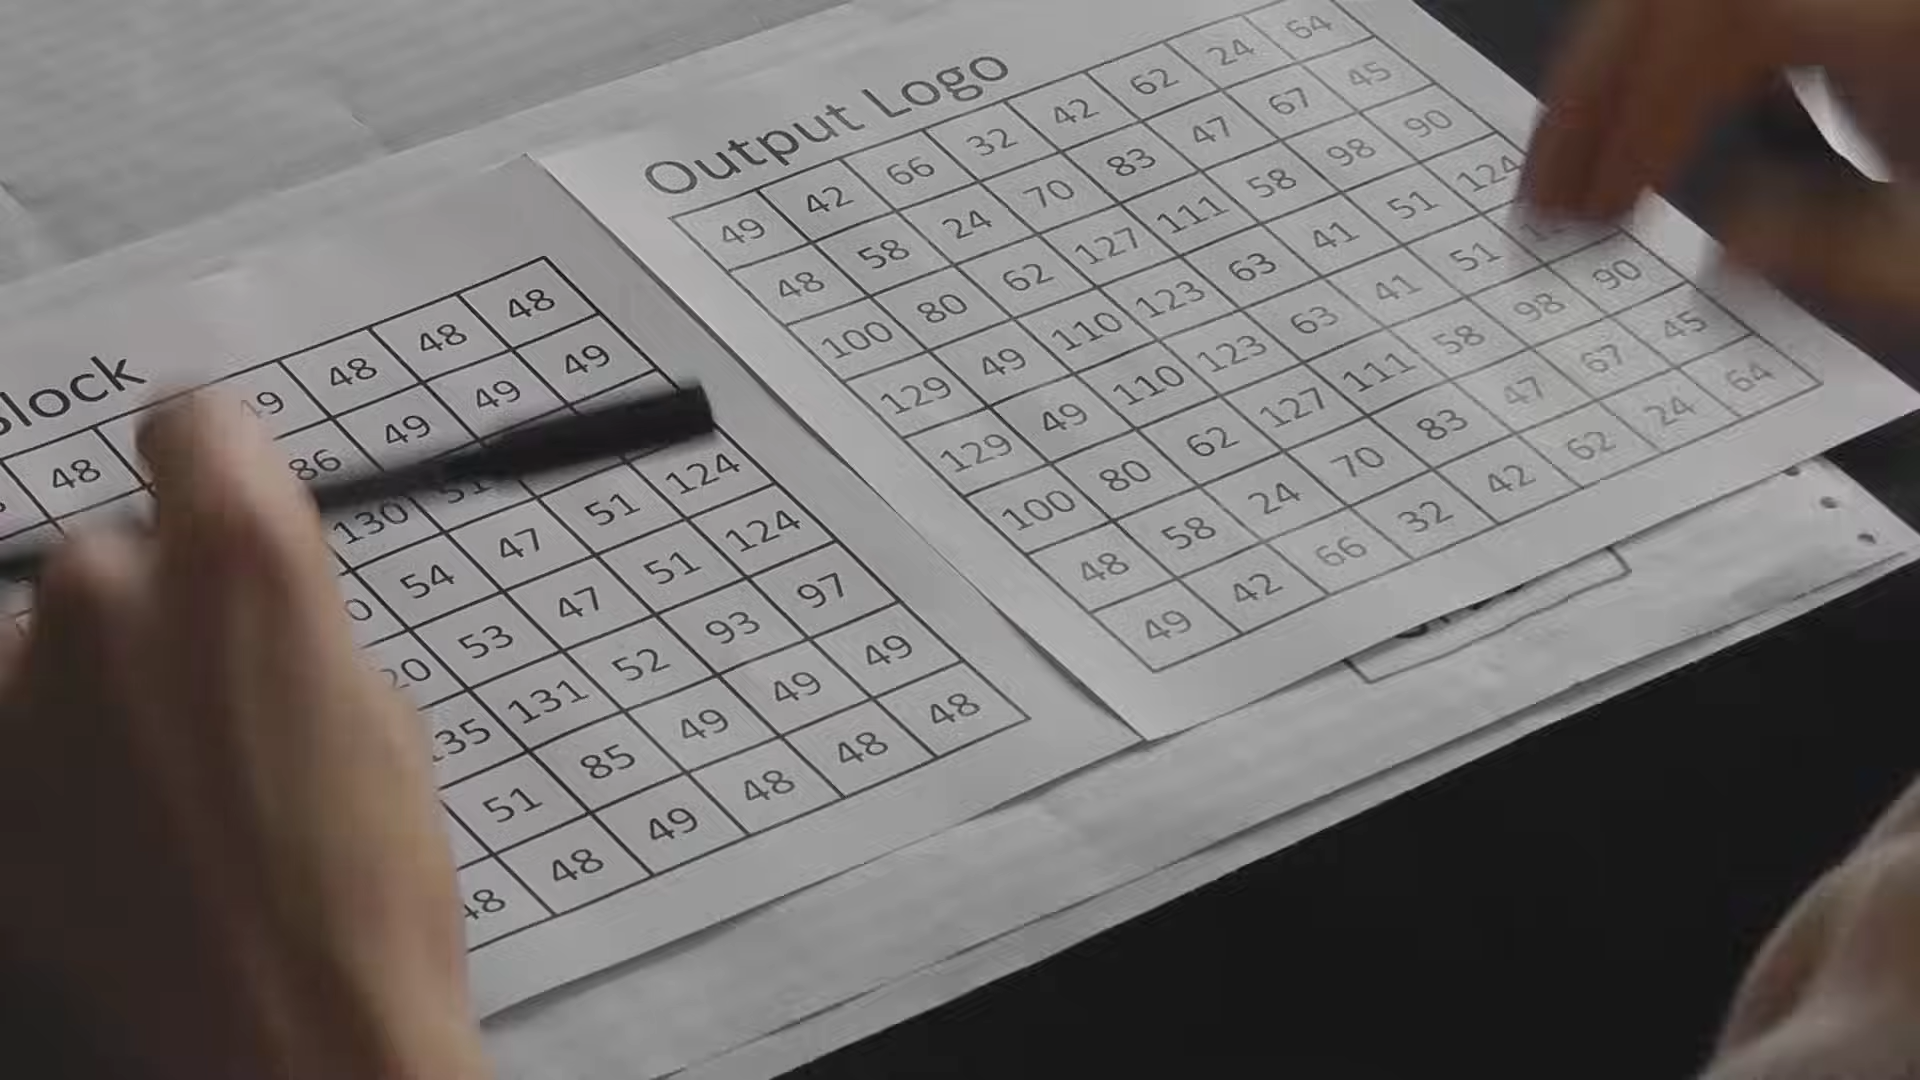 48 48 48 48
86 49 49 49
130
54 47 51 124
53 47 51 124
131 52 93 97
51 85 49 49 49
48 49 48 48 48
Output Logo
49 42 66 32 42 62 24 64
48 58 24 70 83 47 67 45
100 80 62 127 111 58 98 90
129 49 110 123 63 41 51 124
129 49 110 123 63 41 51
100 80 62 127 111 58 98 90
48 58 24 70 83 47 67 45
49 42 66 32 42 62 24 64